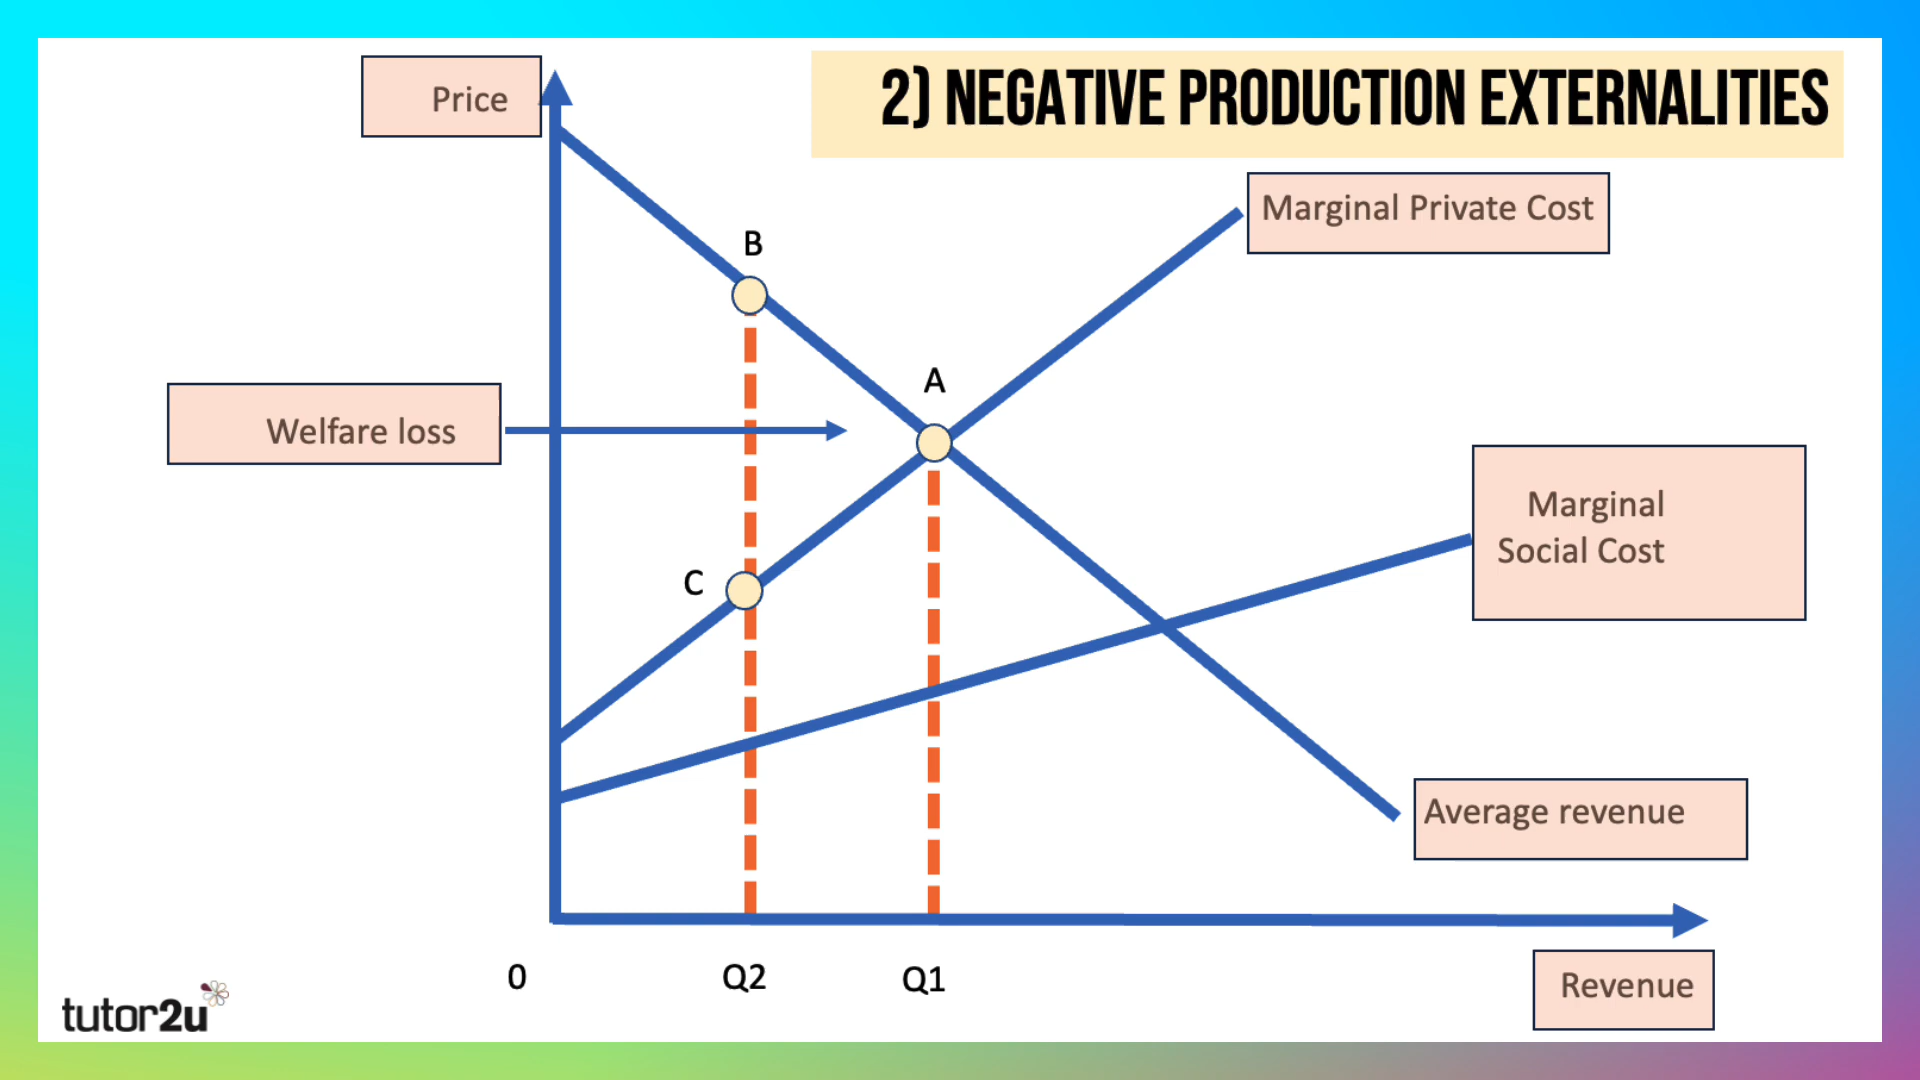 2) NEGATIVE PRODUCTION EXTERNALITIES
Price
Marginal Private Cost
B
A
Welfare loss
Marginal
Social Cost
C
Average revenue
0
Q2
Q1
Revenue
tutor2u